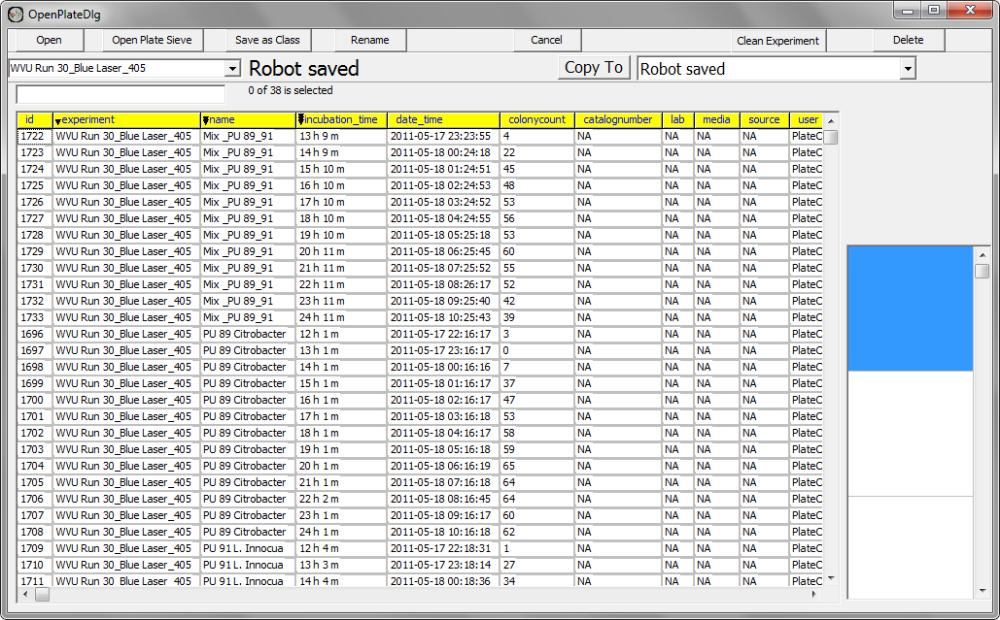 OpenPlateDlg
Open Open Plate Sieve Save as Class Rename Cancel Clean Experiment Delete
WVU Run 30_Blue Laser_405 Robot saved Copy To Robot saved
0 of 38 is selected
id experiment name incubation_time date_time colonycount catalognumber lab media source user
1722 WVU Run 30_Blue Laser_405 Mix _PU 89_91 13 h 9 m 2011-05-17 23:23:55 4 NA NA NA NA PlateC
1723 WVU Run 30_Blue Laser_405 Mix _PU 89_91 14 h 9 m 2011-05-18 00:24:18 22 NA NA NA NA PlateC
1724 WVU Run 30_Blue Laser_405 Mix _PU 89_91 15 h 10 m 2011-05-18 01:24:51 45 NA NA NA NA PlateC
1725 WVU Run 30_Blue Laser_405 Mix _PU 89_91 16 h 10 m 2011-05-18 02:24:53 48 NA NA NA NA PlateC
1726 WVU Run 30_Blue Laser_405 Mix _PU 89_91 17 h 10 m 2011-05-18 03:24:52 53 NA NA NA NA PlateC
1727 WVU Run 30_Blue Laser_405 Mix _PU 89_91 18 h 10 m 2011-05-18 04:24:55 56 NA NA NA NA PlateC
1728 WVU Run 30_Blue Laser_405 Mix _PU 89_91 19 h 10 m 2011-05-18 05:25:18 53 NA NA NA NA PlateC
1729 WVU Run 30_Blue Laser_405 Mix _PU 89_91 20 h 11 m 2011-05-18 06:25:45 60 NA NA NA NA PlateC
1730 WVU Run 30_Blue Laser_405 Mix _PU 89_91 21 h 11 m 2011-05-18 07:25:52 55 NA NA NA NA PlateC
1731 WVU Run 30_Blue Laser_405 Mix _PU 89_91 22 h 11 m 2011-05-18 08:26:17 52 NA NA NA NA PlateC
1732 WVU Run 30_Blue Laser_405 Mix _PU 89_91 23 h 11 m 2011-05-18 09:25:40 42 NA NA NA NA PlateC
1733 WVU Run 30_Blue Laser_405 Mix _PU 89_91 24 h 11 m 2011-05-18 10:25:43 39 NA NA NA NA PlateC
1696 WVU Run 30_Blue Laser_405 PU 89 Citrobacter 12 h 1 m 2011-05-17 22:16:17 3 NA NA NA NA PlateC
1697 WVU Run 30_Blue Laser_405 PU 89 Citrobacter 13 h 1 m 2011-05-17 23:16:17 0 NA NA NA NA PlateC
1698 WVU Run 30_Blue Laser_405 PU 89 Citrobacter 14 h 1 m 2011-05-18 00:16:16 7 NA NA NA NA PlateC
1699 WVU Run 30_Blue Laser_405 PU 89 Citrobacter 15 h 1 m 2011-05-18 01:16:17 37 NA NA NA NA PlateC
1700 WVU Run 30_Blue Laser_405 PU 89 Citrobacter 16 h 1 m 2011-05-18 02:16:17 47 NA NA NA NA PlateC
1701 WVU Run 30_Blue Laser_405 PU 89 Citrobacter 17 h 1 m 2011-05-18 03:16:18 53 NA NA NA NA PlateC
1702 WVU Run 30_Blue Laser_405 PU 89 Citrobacter 18 h 1 m 2011-05-18 04:16:17 58 NA NA NA NA PlateC
1703 WVU Run 30_Blue Laser_405 PU 89 Citrobacter 19 h 1 m 2011-05-18 05:16:18 59 NA NA NA NA PlateC
1704 WVU Run 30_Blue Laser_405 PU 89 Citrobacter 20 h 1 m 2011-05-18 06:16:19 65 NA NA NA NA PlateC
1705 WVU Run 30_Blue Laser_405 PU 89 Citrobacter 21 h 1 m 2011-05-18 07:16:18 64 NA NA NA NA PlateC
1706 WVU Run 30_Blue Laser_405 PU 89 Citrobacter 22 h 2 m 2011-05-18 08:16:45 64 NA NA NA NA PlateC
1707 WVU Run 30_Blue Laser_405 PU 89 Citrobacter 23 h 1 m 2011-05-18 09:16:17 60 NA NA NA NA PlateC
1708 WVU Run 30_Blue Laser_405 PU 89 Citrobacter 24 h 1 m 2011-05-18 10:16:18 62 NA NA NA NA PlateC
1709 WVU Run 30_Blue Laser_405 PU 91 L. Innocua 12 h 4 m 2011-05-17 22:18:31 1 NA NA NA NA PlateC
1710 WVU Run 30_Blue Laser_405 PU 91 L. Innocua 13 h 3 m 2011-05-17 23:18:14 27 NA NA NA NA PlateC
1711 WVU Run 30_Blue Laser_405 PU 91 L. Innocua 14 h 4 m 2011-05-18 00:18:36 34 NA NA NA NA PlateC